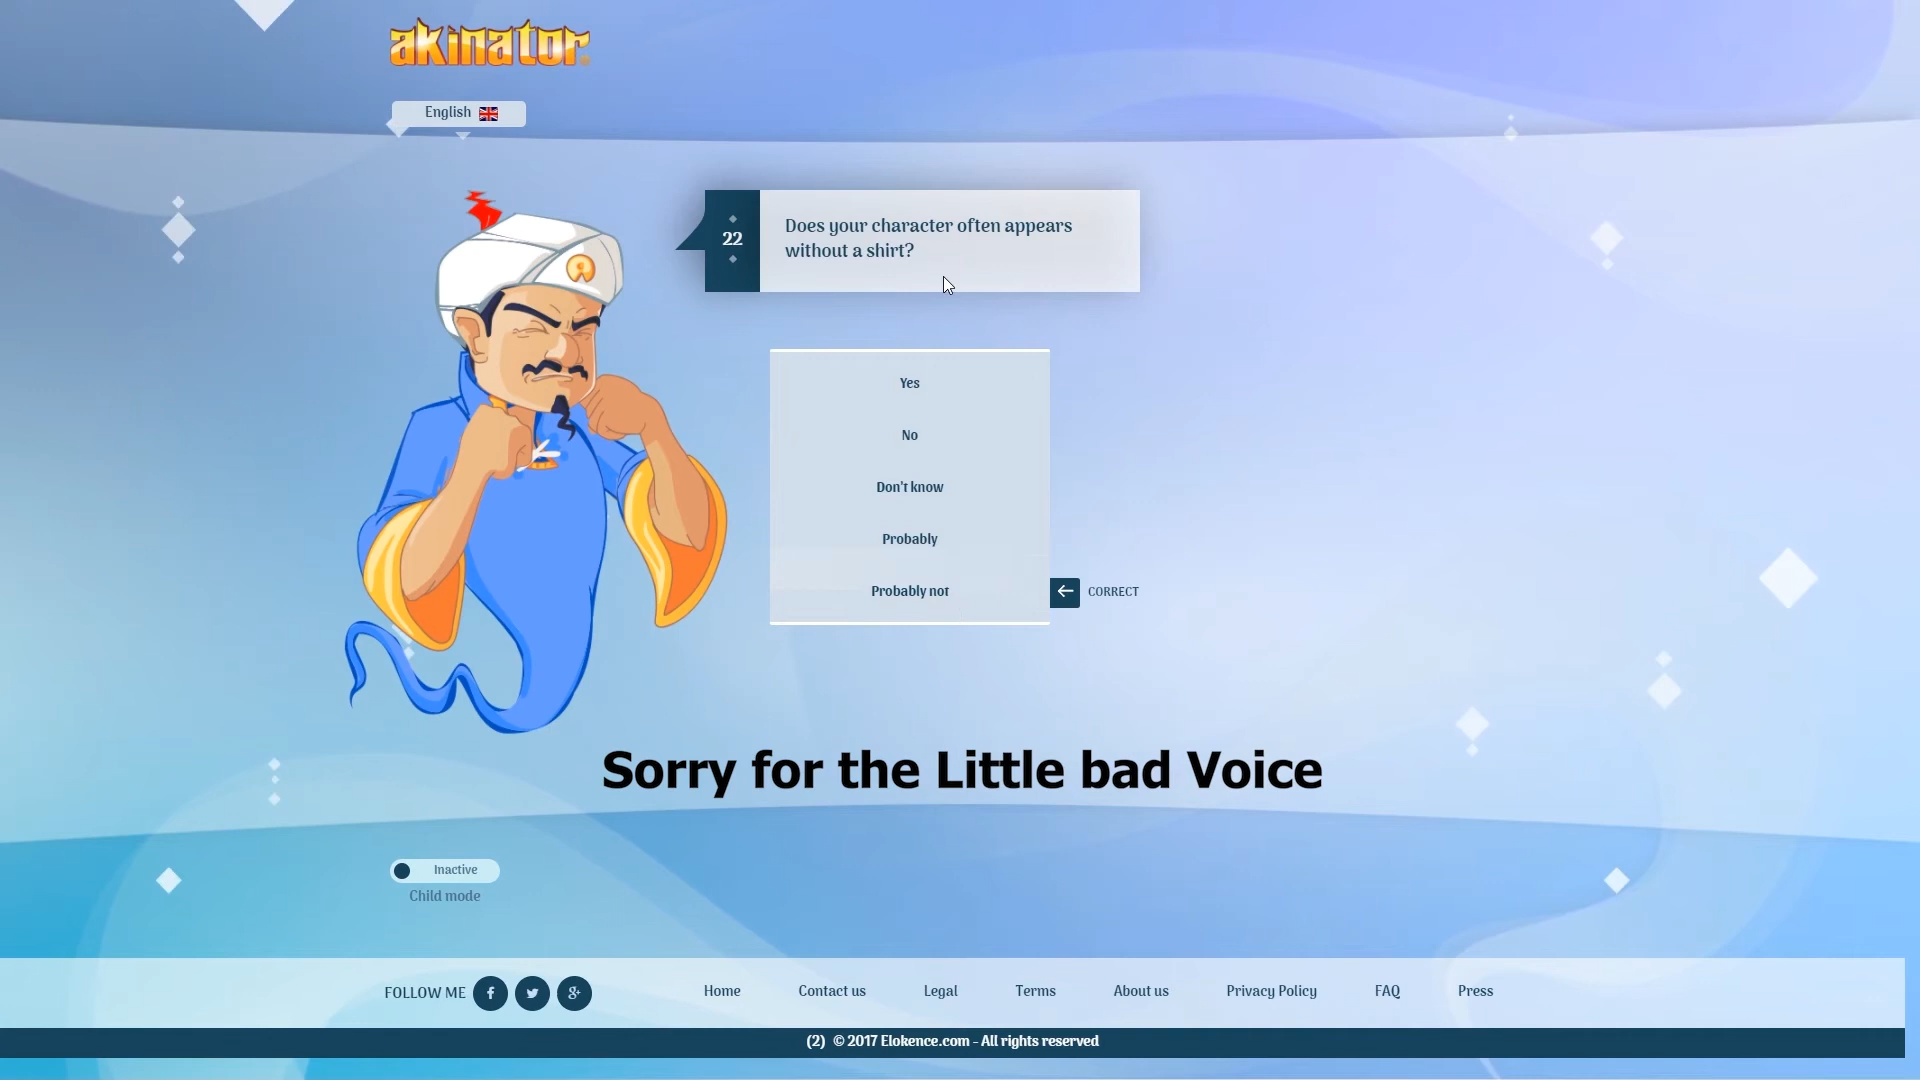 akinator
English
22
Does your character often appears
without a shirt?
Yes
No
Don't know
Probably
Probably not
CORRECT
Sorry for the Little bad Voice
Inactive
Child mode
FOLLOW ME
Home
Contact us
Legal
Terms
About us
Privacy Policy
FAQ
Press
(2) © 2017 Elokence.com - All rights reserved